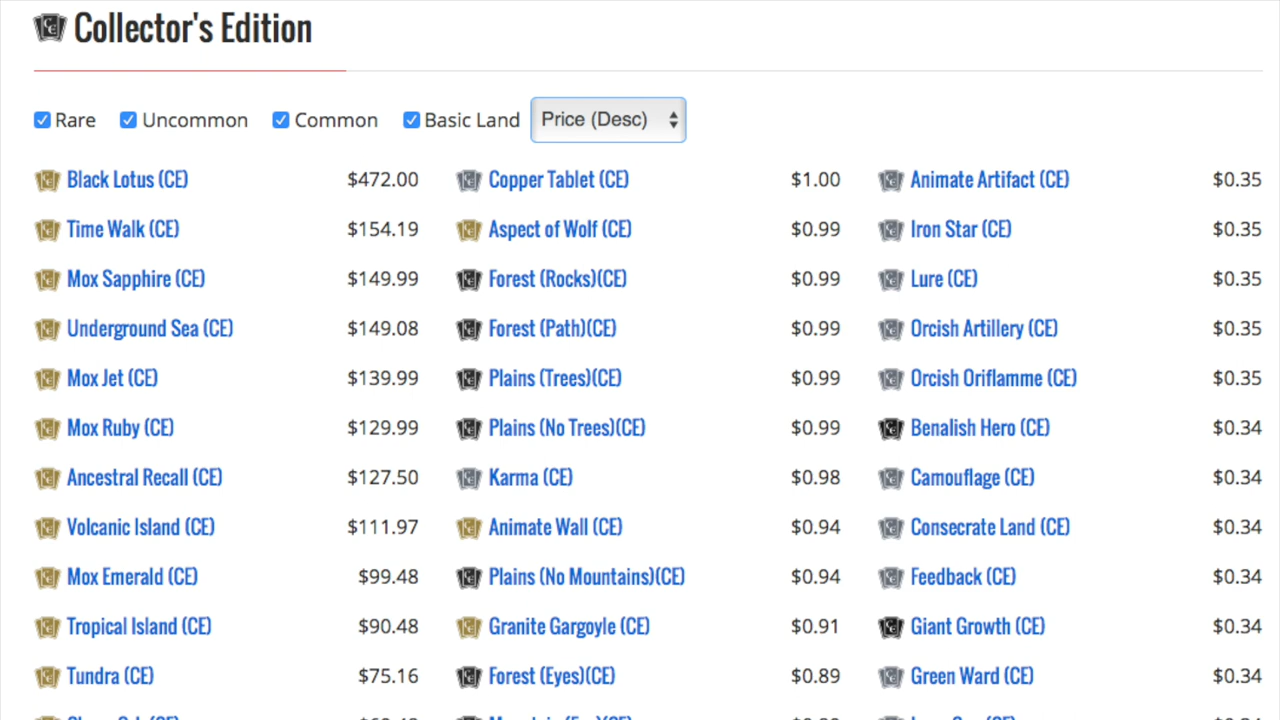 Collector's Edition
Rare Uncommon Common Basic Land Price (Desc)
Black Lotus (CE) $472.00 Copper Tablet (CE) $1.00 Animate Artifact (CE) $0.35
Time Walk (CE) $154.19 Aspect of Wolf (CE) $0.99 Iron Star (CE) $0.35
Mox Sapphire (CE) $149.99 Forest (Rocks)(CE) $0.99 Lure (CE) $0.35
Underground Sea (CE) $149.08 Forest (Path)(CE) $0.99 Orcish Artillery (CE) $0.35
Mox Jet (CE) $139.99 Plains (Trees)(CE) $0.99 Orcish Oriflamme (CE) $0.35
Mox Ruby (CE) $129.99 Plains (No Trees)(CE) $0.99 Benalish Hero (CE) $0.34
Ancestral Recall (CE) $127.50 Karma (CE) $0.98 Camouflage (CE) $0.34
Volcanic Island (CE) $111.97 Animate Wall (CE) $0.94 Consecrate Land (CE) $0.34
Mox Emerald (CE) $99.48 Plains (No Mountains)(CE) $0.94 Feedback (CE) $0.34
Tropical Island (CE) $90.48 Granite Gargoyle (CE) $0.91 Giant Growth (CE) $0.34
Tundra (CE) $75.16 Forest (Eyes)(CE) $0.89 Green Ward (CE) $0.34